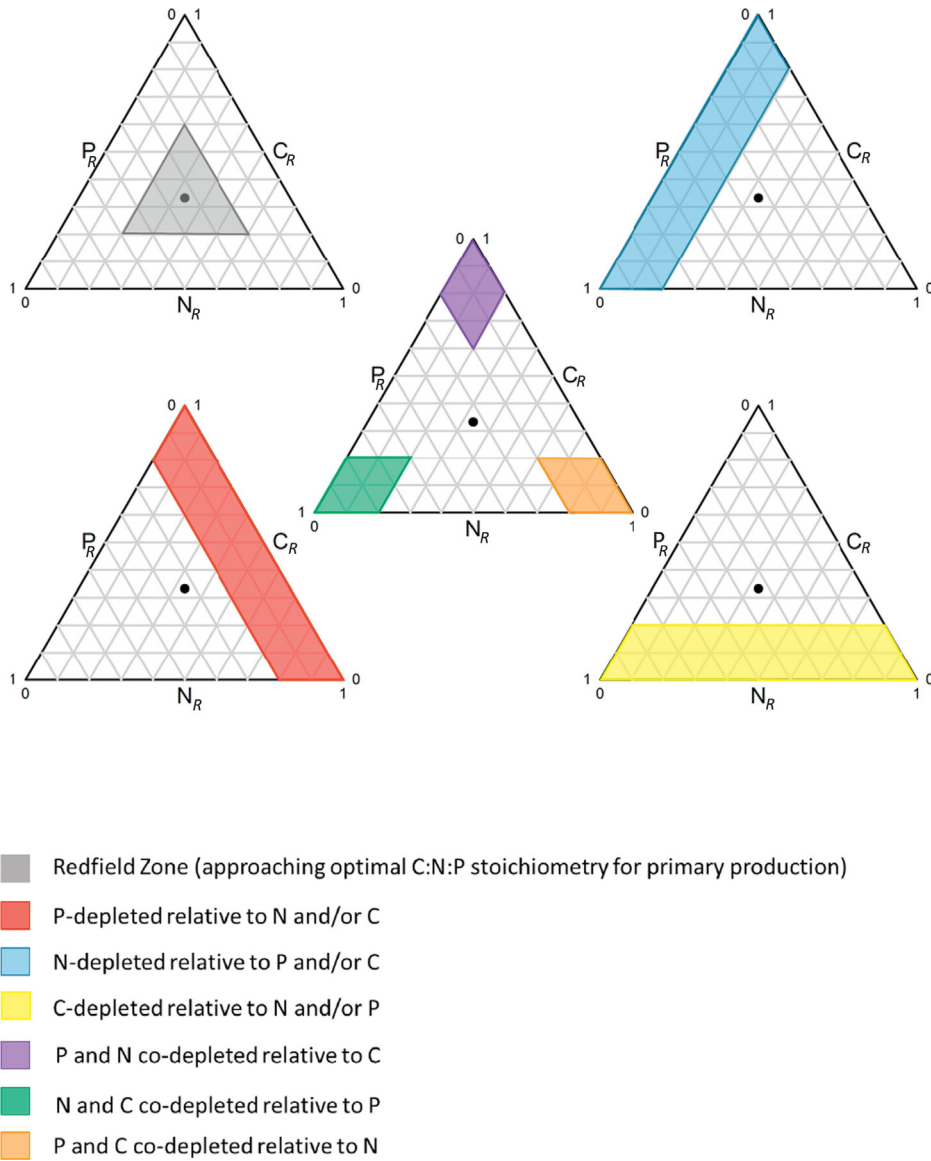 0 1
P_R C_R
1 0
0 N_R 1
0 1
P_R C_R
1 0
0 N_R 1
0 1
P_R C_R
1 0
0 N_R 1
0 1
P_R C_R
1 0
0 N_R 1
0 1
P_R C_R
1 0
0 N_R 1
Redfield Zone (approaching optimal C:N:P stoichiometry for primary production)
P-depleted relative to N and/or C
N-depleted relative to P and/or C
C-depleted relative to N and/or P
P and N co-depleted relative to C
N and C co-depleted relative to P
P and C co-depleted relative to N